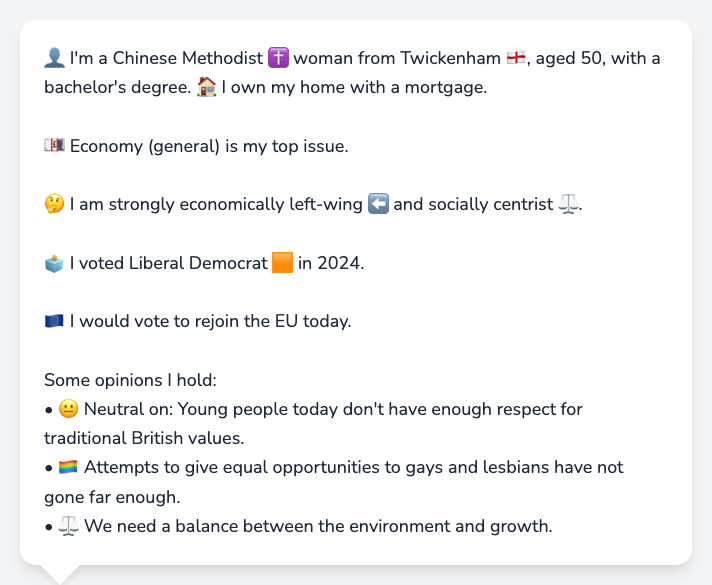 👤 I'm a Chinese Methodist ✝️ woman from Twickenham 🏴󠁧󠁢󠁥󠁮󠁧󠁿, aged 50, with a
bachelor's degree. 🏠 I own my home with a mortgage.
💷 Economy (general) is my top issue.
🤔 I am strongly economically left-wing ⬅️ and socially centrist ⚖️.
🗳️ I voted Liberal Democrat 🟧 in 2024.
🇪🇺 I would vote to rejoin the EU today.
Some opinions I hold:
• 😐 Neutral on: Young people today don't have enough respect for
traditional British values.
• 🏳️‍🌈 Attempts to give equal opportunities to gays and lesbians have not
gone far enough.
• ⚖️ We need a balance between the environment and growth.